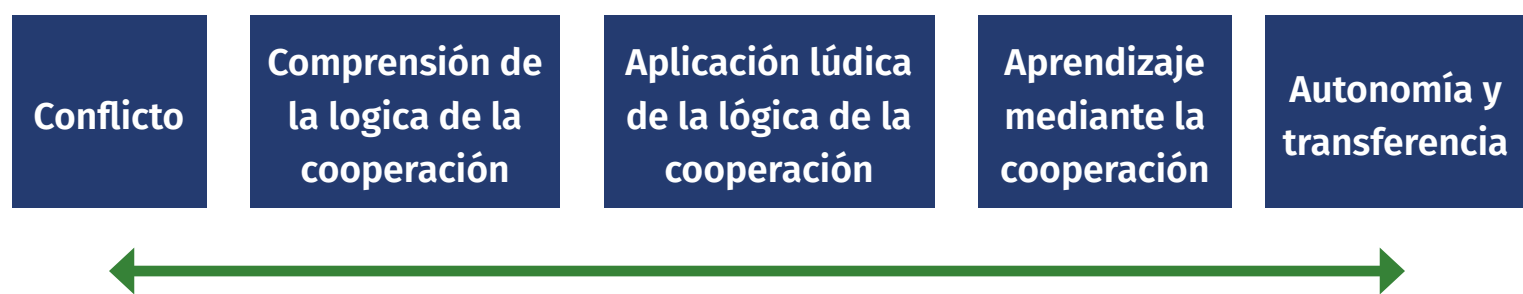 Conflicto
Comprensión de
la logica de la
cooperación
Aplicación lúdica
de la lógica de la
cooperación
Aprendizaje
mediante la
cooperación
Autonomía y
transferencia